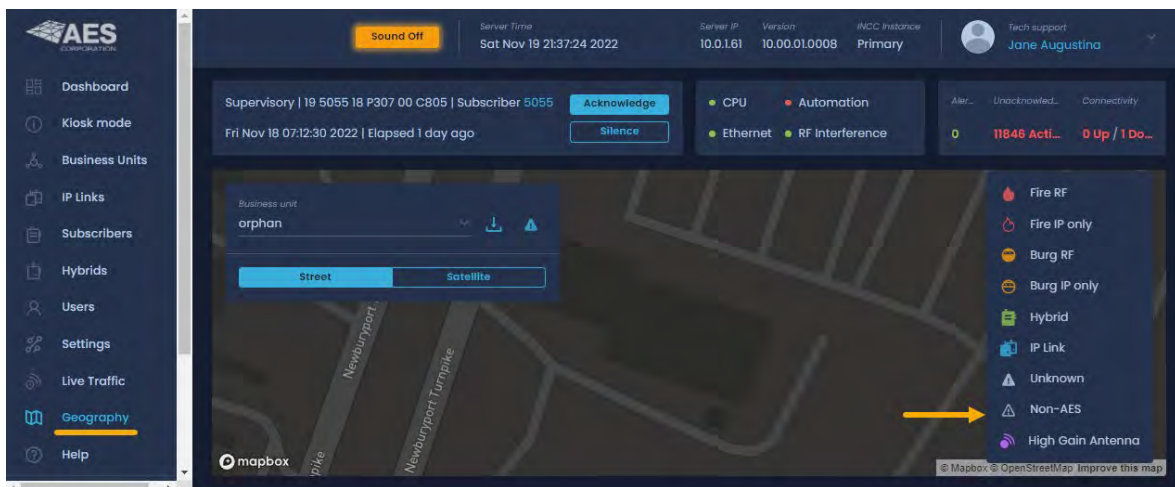 AES
CORPORATION
Dashboard
Kiosk mode
Business Units
IP Links
Subscribers
Hybrids
Users
Settings
Live Traffic
Geography
Help
Sound Off
Server Time
Sat Nov 19 21:37:24 2022
Server IP
10.0.1.61
Version
10.00.01.0008
INCC Instance
Primary
Tech support
Jane Augustina
Supervisory | 19 5055 18 P307 00 C805 | Subscriber 5055
Fri Nov 18 07:12:30 2022 | Elapsed 1 day ago
Acknowledge
Silence
CPU
Automation
Ethernet
RF Interference
Aler...
0
Unacknowled...
11846 Acti...
Connectivity
0 Up / 1 Do...
Business unit
orphan
Street
Satellite
Newburyport
Newburyport Turnpike
pike
Newburyport
Fire RF
Fire IP only
Burg RF
Burg IP only
Hybrid
IP Link
Unknown
Non-AES
High Gain Antenna
mapbox
© Mapbox © OpenStreetMap Improve this map